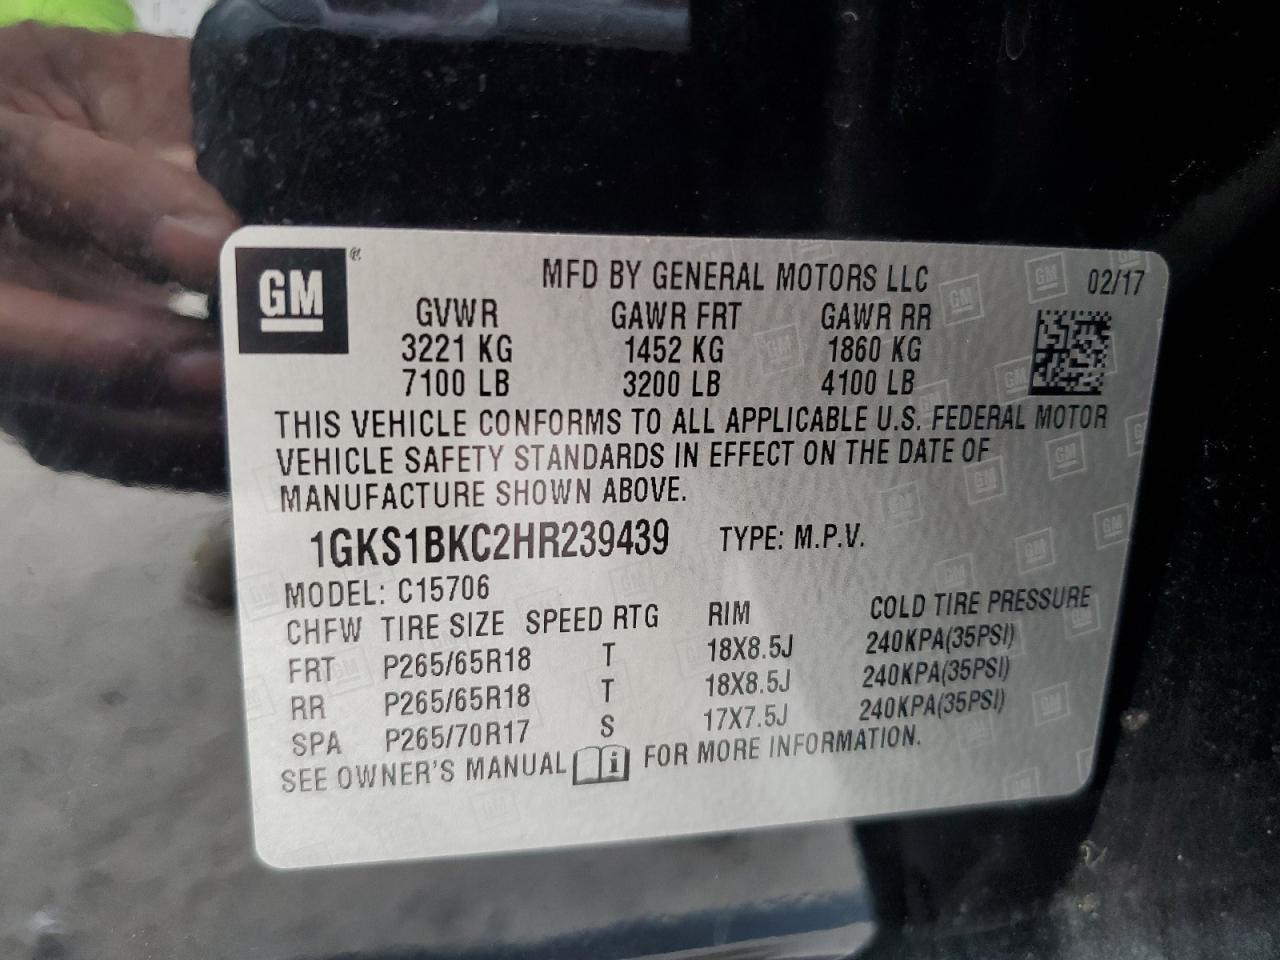 GM®
MFD BY GENERAL MOTORS LLC 02/17
GVWR GAWR FRT GAWR RR
3221 KG 1452 KG 1860 KG
7100 LB 3200 LB 4100 LB
THIS VEHICLE CONFORMS TO ALL APPLICABLE U.S. FEDERAL MOTOR
VEHICLE SAFETY STANDARDS IN EFFECT ON THE DATE OF
MANUFACTURE SHOWN ABOVE.
1GKS1BKC2HR239439 TYPE: M.P.V.
MODEL: C15706
CHFW TIRE SIZE SPEED RTG RIM COLD TIRE PRESSURE
FRT P265/65R18 T 18X8.5J 240KPA(35PSI)
RR P265/65R18 T 18X8.5J 240KPA(35PSI)
SPA P265/70R17 S 17X7.5J 240KPA(35PSI)
SEE OWNER'S MANUAL i FOR MORE INFORMATION.